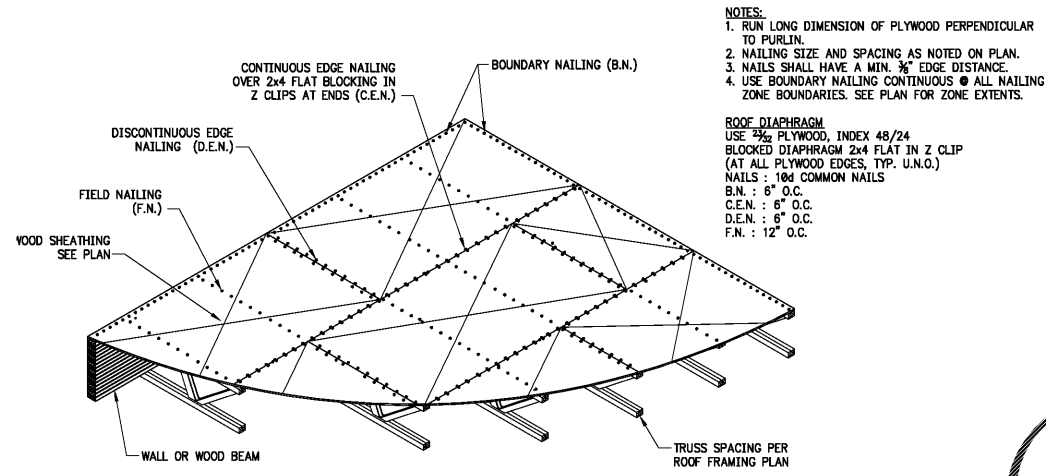 NOTES:
1. RUN LONG DIMENSION OF PLYWOOD PERPENDICULAR
TO PURLIN.
2. NAILING SIZE AND SPACING AS NOTED ON PLAN.
3. NAILS SHALL HAVE A MIN. ⅜" EDGE DISTANCE.
4. USE BOUNDARY NAILING CONTINUOUS @ ALL NAILING
ZONE BOUNDARIES. SEE PLAN FOR ZONE EXTENTS.
ROOF DIAPHRAGM
USE 23/32 PLYWOOD, INDEX 48/24
BLOCKED DIAPHRAGM 2x4 FLAT IN Z CLIP
(AT ALL PLYWOOD EDGES, TYP. U.N.O.)
NAILS : 10d COMMON NAILS
B.N. : 6" O.C.
C.E.N. : 6" O.C.
D.E.N. : 6" O.C.
F.N. : 12" O.C.
CONTINUOUS EDGE NAILING
OVER 2x4 FLAT BLOCKING IN
Z CLIPS AT ENDS (C.E.N.)
BOUNDARY NAILING (B.N.)
DISCONTINUOUS EDGE
NAILING (D.E.N.)
FIELD NAILING
(F.N.)
WOOD SHEATHING
SEE PLAN
WALL OR WOOD BEAM
TRUSS SPACING PER
ROOF FRAMING PLAN